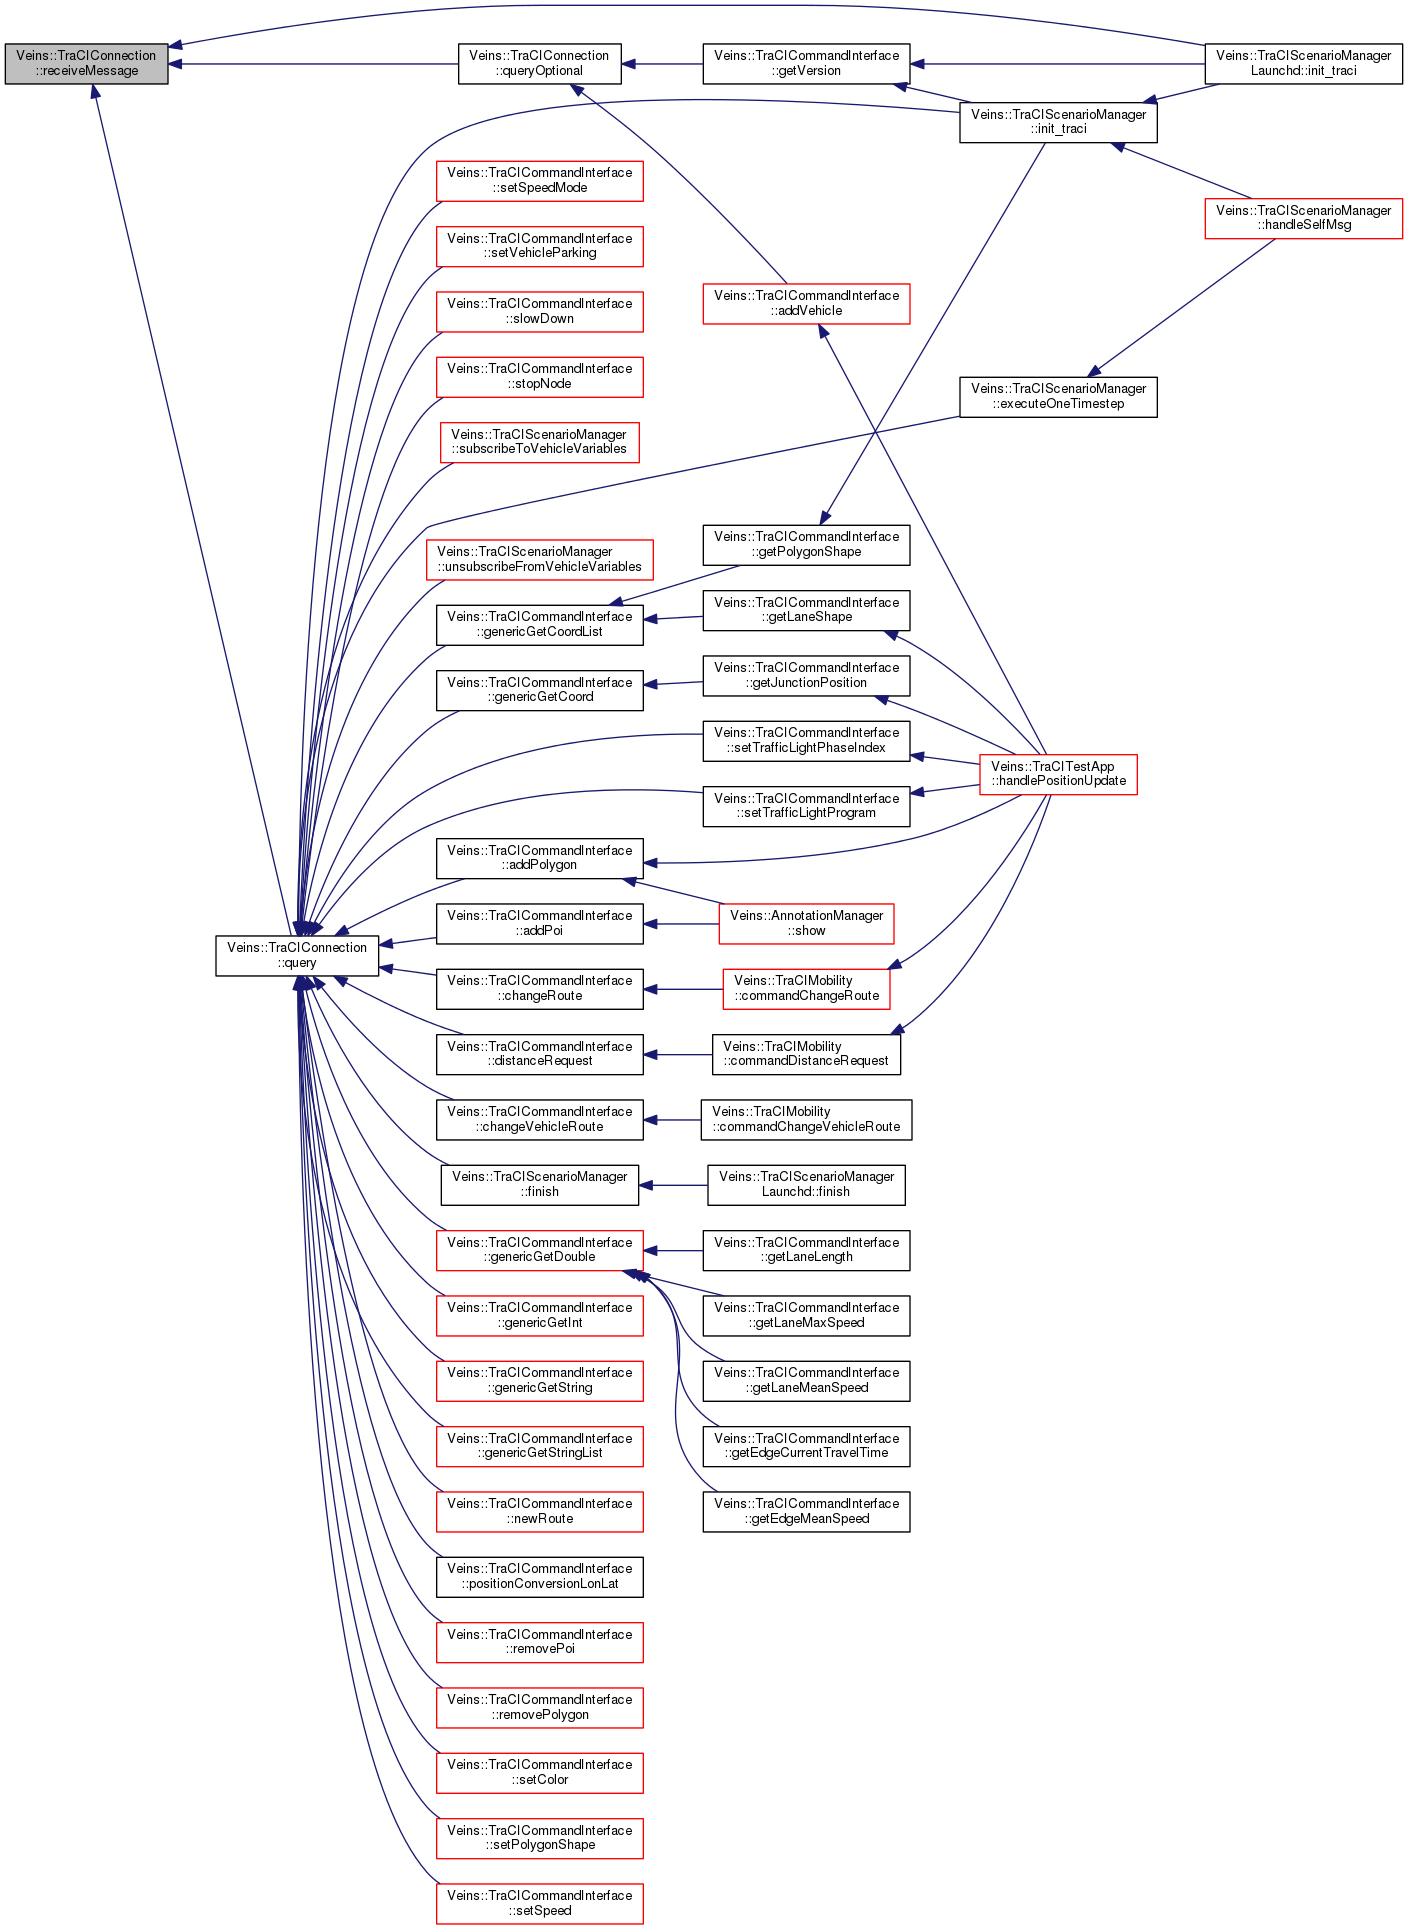 Veins::TraCIConnection
::receiveMessage
Veins::TraCIConnection
::queryOptional
Veins::TraCICommandInterface
::getVersion
Veins::TraCIScenarioManager
Launchd::init_traci
Veins::TraCIScenarioManager
::init_traci
Veins::TraCICommandInterface
::setSpeedMode
Veins::TraCIScenarioManager
::handleSelfMsg
Veins::TraCICommandInterface
::setVehicleParking
Veins::TraCICommandInterface
::slowDown
Veins::TraCICommandInterface
::addVehicle
Veins::TraCICommandInterface
::stopNode
Veins::TraCIScenarioManager
::executeOneTimestep
Veins::TraCIScenarioManager
::subscribeToVehicleVariables
Veins::TraCIScenarioManager
::unsubscribeFromVehicleVariables
Veins::TraCICommandInterface
::getPolygonShape
Veins::TraCICommandInterface
::genericGetCoordList
Veins::TraCICommandInterface
::getLaneShape
Veins::TraCICommandInterface
::genericGetCoord
Veins::TraCICommandInterface
::getJunctionPosition
Veins::TraCICommandInterface
::setTrafficLightPhaseIndex
Veins::TraCITestApp
::handlePositionUpdate
Veins::TraCICommandInterface
::setTrafficLightProgram
Veins::TraCICommandInterface
::addPolygon
Veins::TraCICommandInterface
::addPoi
Veins::AnnotationManager
::show
Veins::TraCIConnection
::query
Veins::TraCICommandInterface
::changeRoute
Veins::TraCIMobility
::commandChangeRoute
Veins::TraCICommandInterface
::distanceRequest
Veins::TraCIMobility
::commandDistanceRequest
Veins::TraCICommandInterface
::changeVehicleRoute
Veins::TraCIMobility
::commandChangeVehicleRoute
Veins::TraCIScenarioManager
::finish
Veins::TraCIScenarioManager
Launchd::finish
Veins::TraCICommandInterface
::genericGetDouble
Veins::TraCICommandInterface
::getLaneLength
Veins::TraCICommandInterface
::genericGetInt
Veins::TraCICommandInterface
::getLaneMaxSpeed
Veins::TraCICommandInterface
::genericGetString
Veins::TraCICommandInterface
::getLaneMeanSpeed
Veins::TraCICommandInterface
::genericGetStringList
Veins::TraCICommandInterface
::getEdgeCurrentTravelTime
Veins::TraCICommandInterface
::newRoute
Veins::TraCICommandInterface
::getEdgeMeanSpeed
Veins::TraCICommandInterface
::positionConversionLonLat
Veins::TraCICommandInterface
::removePoi
Veins::TraCICommandInterface
::removePolygon
Veins::TraCICommandInterface
::setColor
Veins::TraCICommandInterface
::setPolygonShape
Veins::TraCICommandInterface
::setSpeed